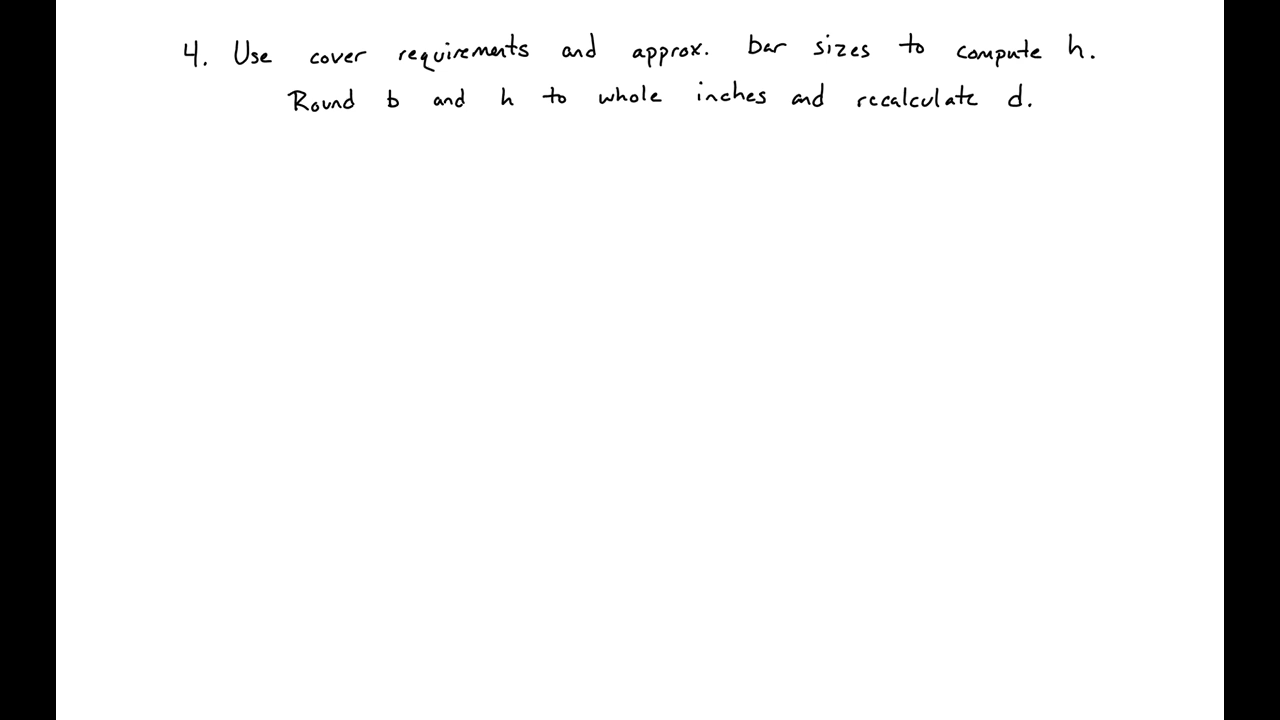 4. Use cover requirements and approx. bar sizes to compute h.
Round b and h to whole inches and recalculate d.